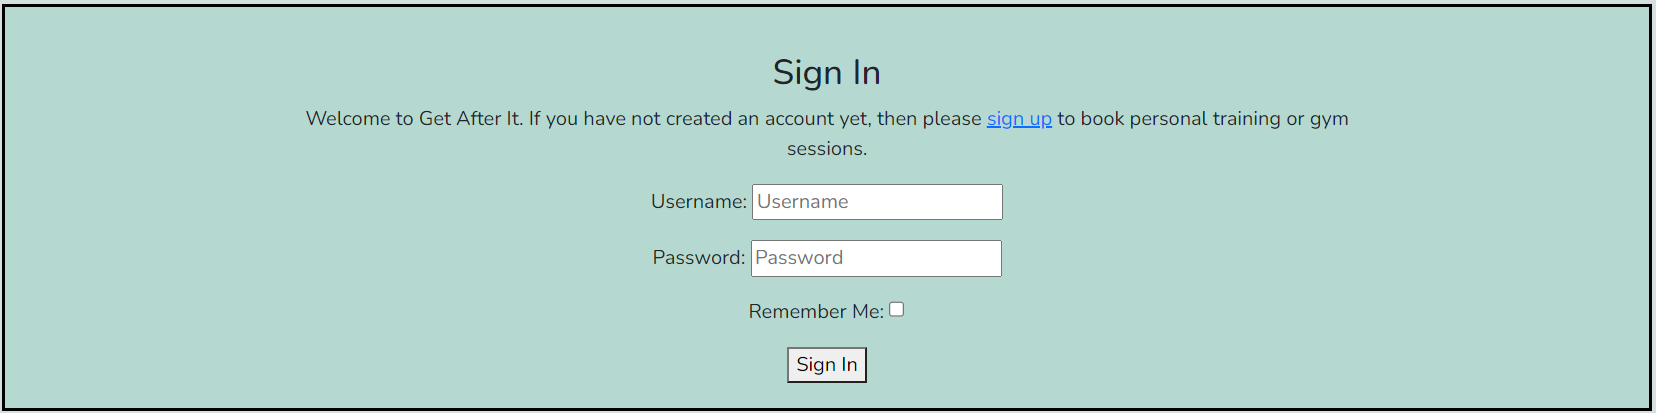 Sign In
Welcome to Get After It. If you have not created an account yet, then please sign up to book personal training or gym
sessions.
Username: Username
Password: Password
Remember Me:
Sign In